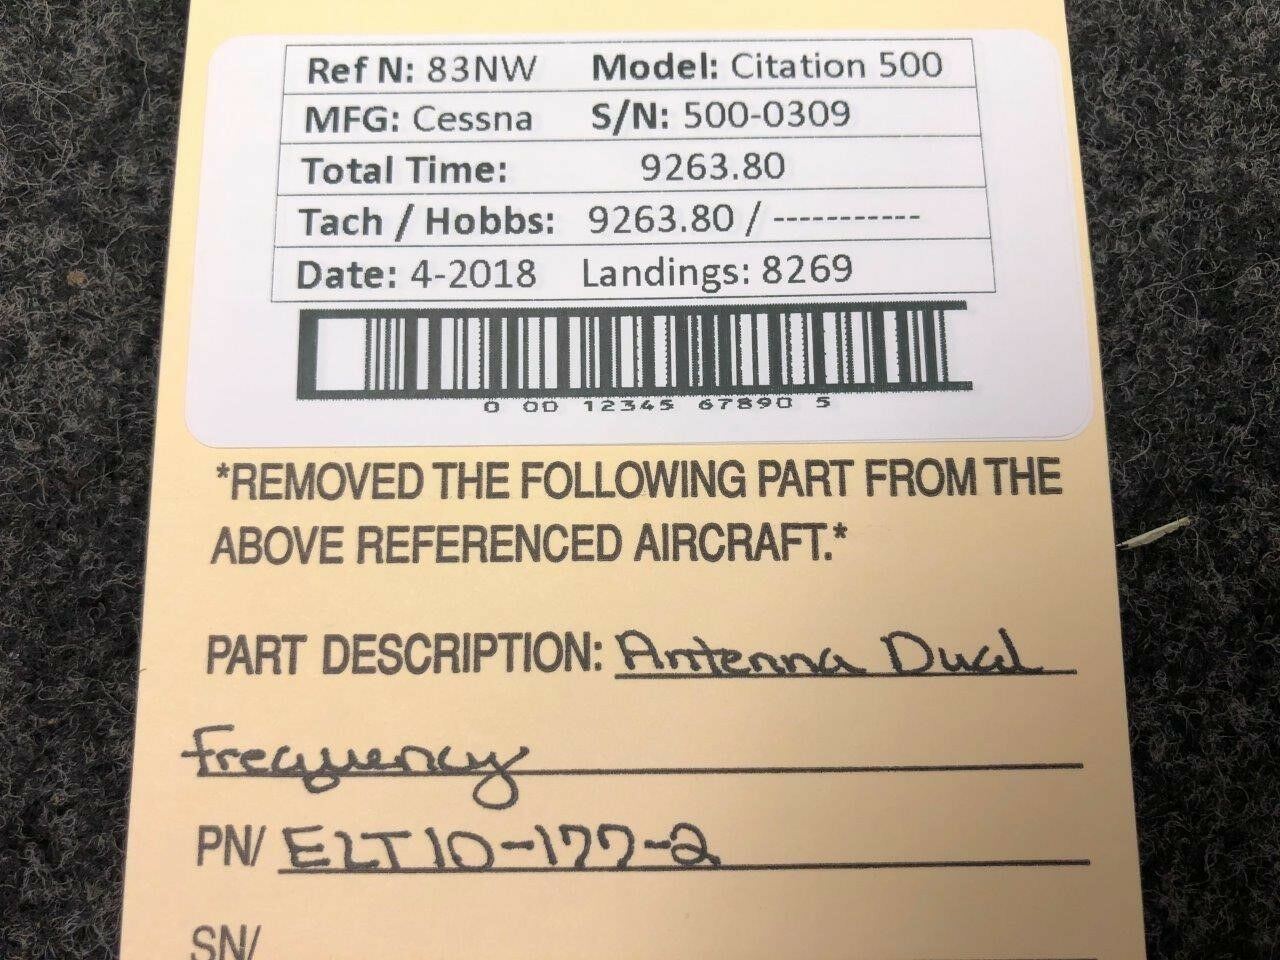 Ref N: 83NW Model: Citation 500
MFG: Cessna S/N: 500-0309
Total Time: 9263.80
Tach / Hobbs: 9263.80 / -----------
Date: 4-2018 Landings: 8269
0 00 12345 67890 5
*REMOVED THE FOLLOWING PART FROM THE
ABOVE REFERENCED AIRCRAFT.*
PART DESCRIPTION: Antenna Dual
Frequency
PN/ ELT10-177-2
SN/